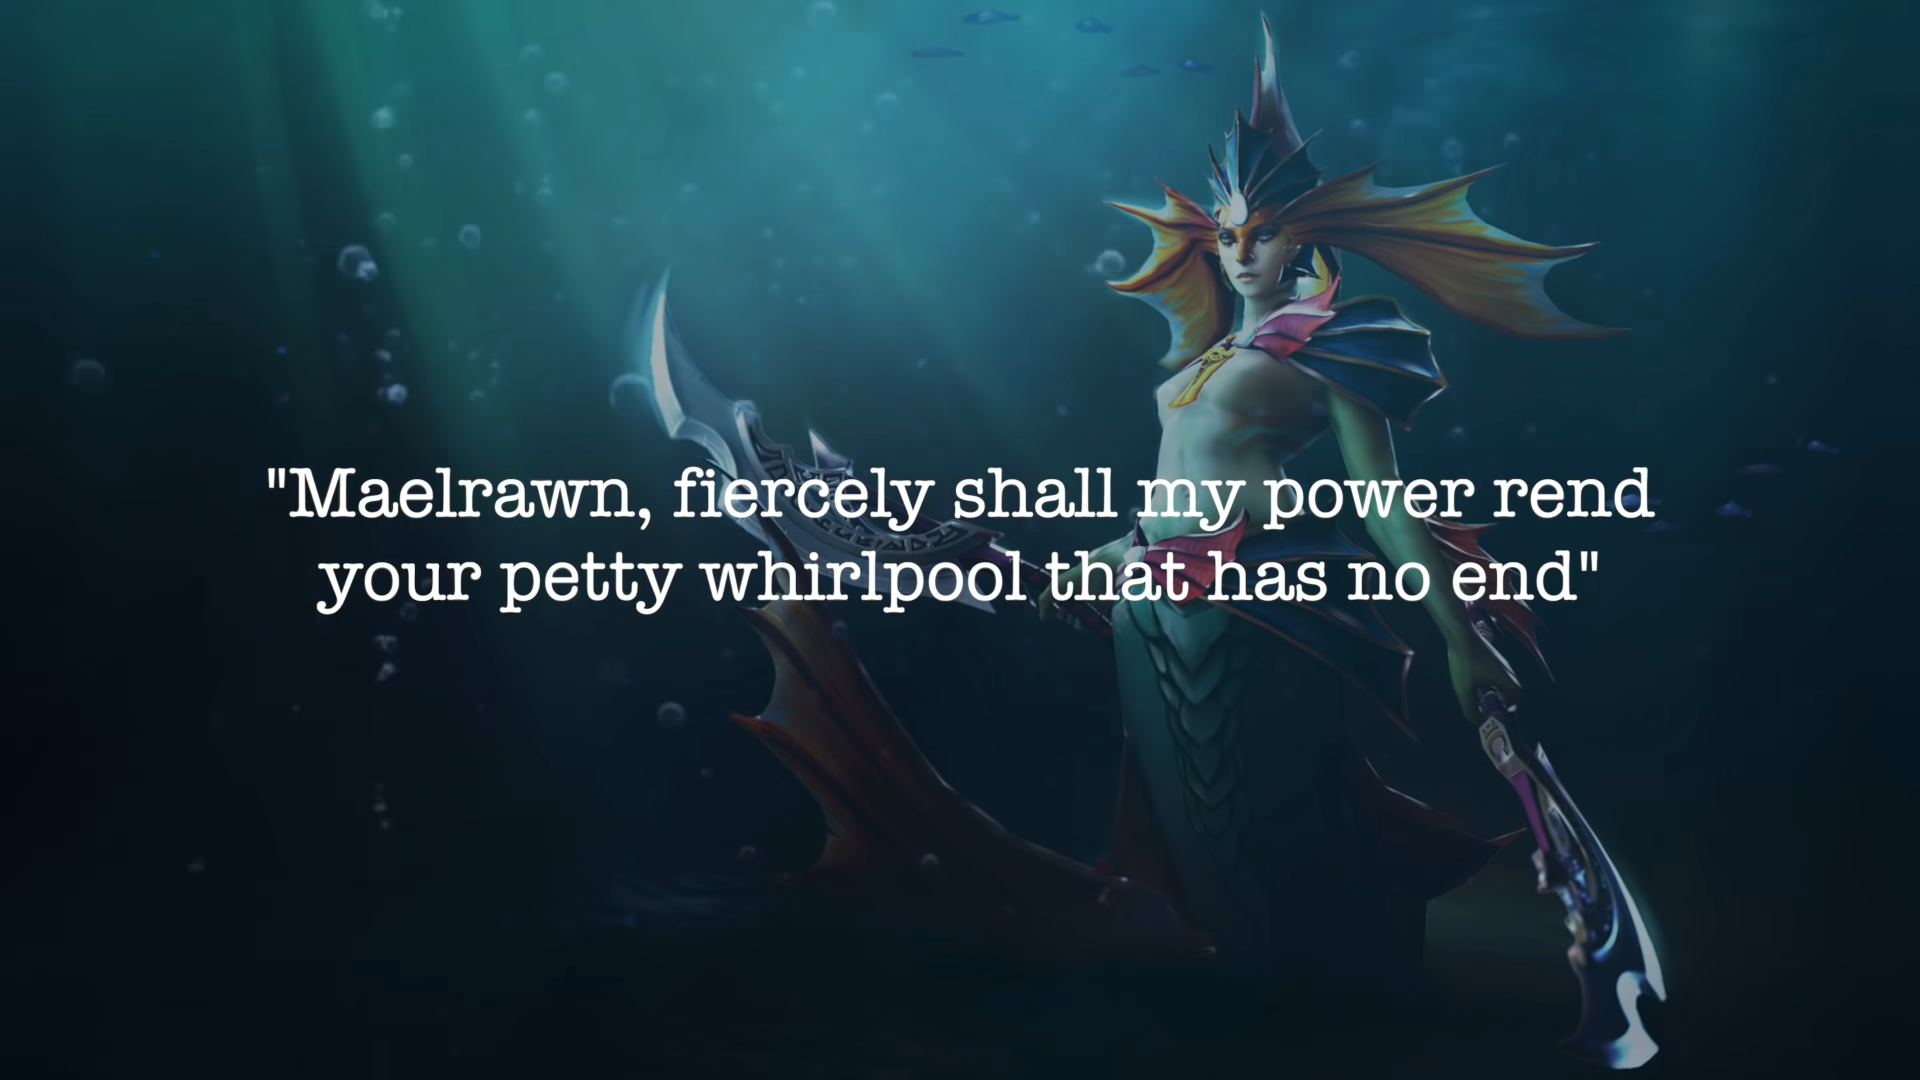 "Maelrawn, fiercely shall my power rend
your petty whirlpool that has no end"